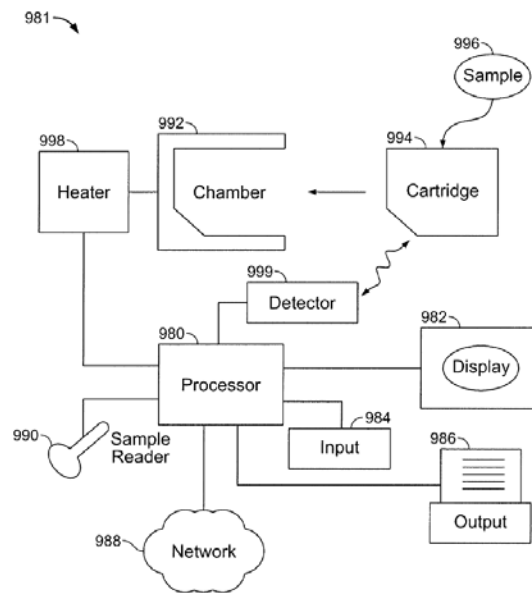 981
996
Sample
992
998
994
Heater
Chamber
Cartridge
999
Detector
980
982
Processor
Display
984
990
Sample
Reader
Input
986
988
Network
Output